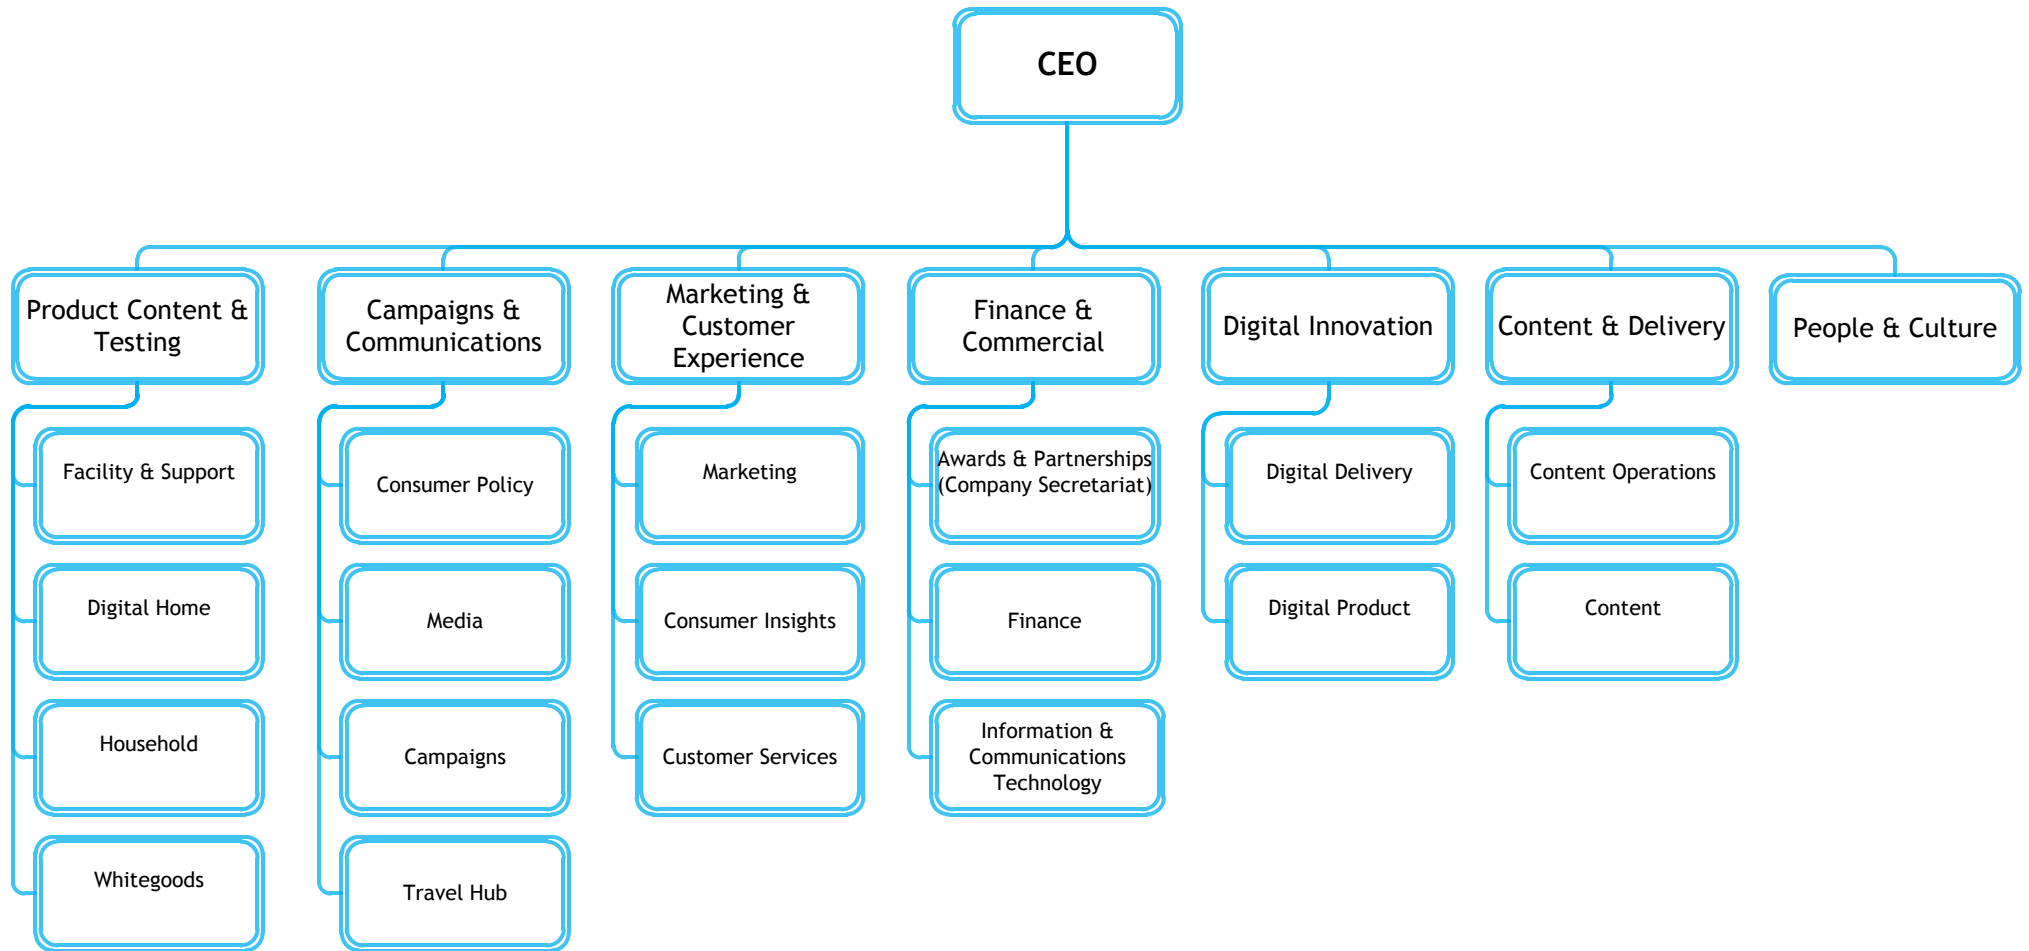 CEO
Product Content &
Testing
Campaigns &
Communications
Marketing &
Customer
Experience
Finance &
Commercial
Digital Innovation
Content & Delivery
People & Culture
Facility & Support
Digital Home
Household
Whitegoods
Consumer Policy
Media
Campaigns
Travel Hub
Marketing
Consumer Insights
Customer Services
Awards & Partnerships
(Company Secretariat)
Finance
Information &
Communications
Technology
Digital Delivery
Digital Product
Content Operations
Content